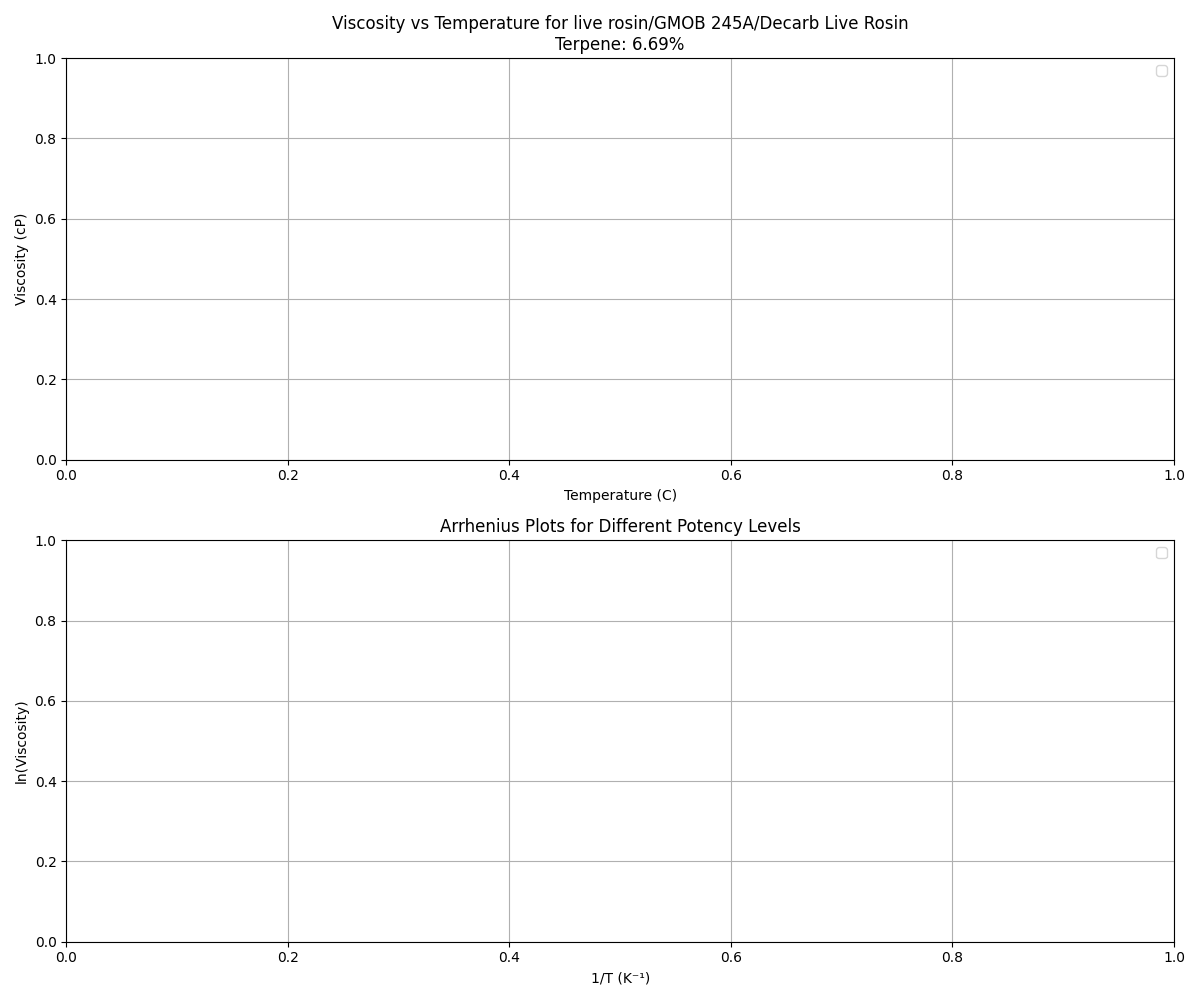 Viscosity vs Temperature for live rosin/GMOB 245A/Decarb Live Rosin
Terpene: 6.69%
1.0
0.8
0.6
0.4
0.2
0.0
Viscosity (cP)
0.0 0.2 0.4 0.6 0.8 1.0
Temperature (C)
Arrhenius Plots for Different Potency Levels
1.0
0.8
0.6
0.4
0.2
0.0
ln(Viscosity)
0.0 0.2 0.4 0.6 0.8 1.0
1/T (K⁻¹)